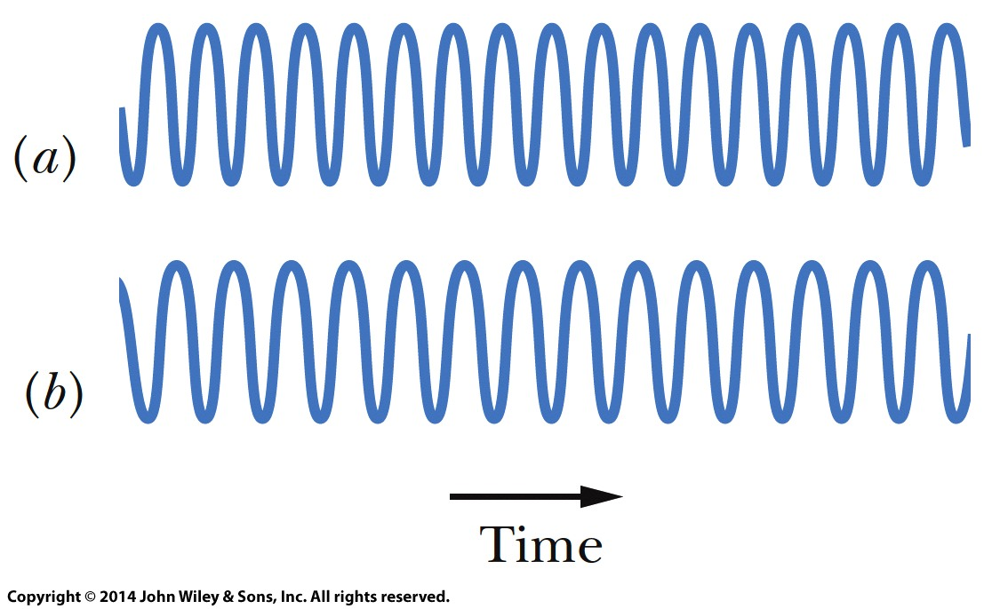 (a)
(b)
Time
Copyright © 2014 John Wiley & Sons, Inc. All rights reserved.